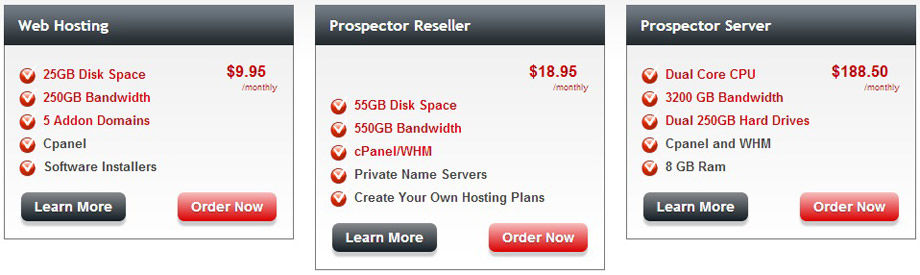 Web Hosting
25GB Disk Space
$9.95
/monthly
250GB Bandwidth
5 Addon Domains
Cpanel
Software Installers
Learn More
Order Now
Prospector Reseller
$18.95
/monthly
55GB Disk Space
550GB Bandwidth
cPanel/WHM
Private Name Servers
Create Your Own Hosting Plans
Learn More
Order Now
Prospector Server
Dual Core CPU
$188.50
/monthly
3200 GB Bandwidth
Dual 250GB Hard Drives
Cpanel and WHM
8 GB Ram
Learn More
Order Now